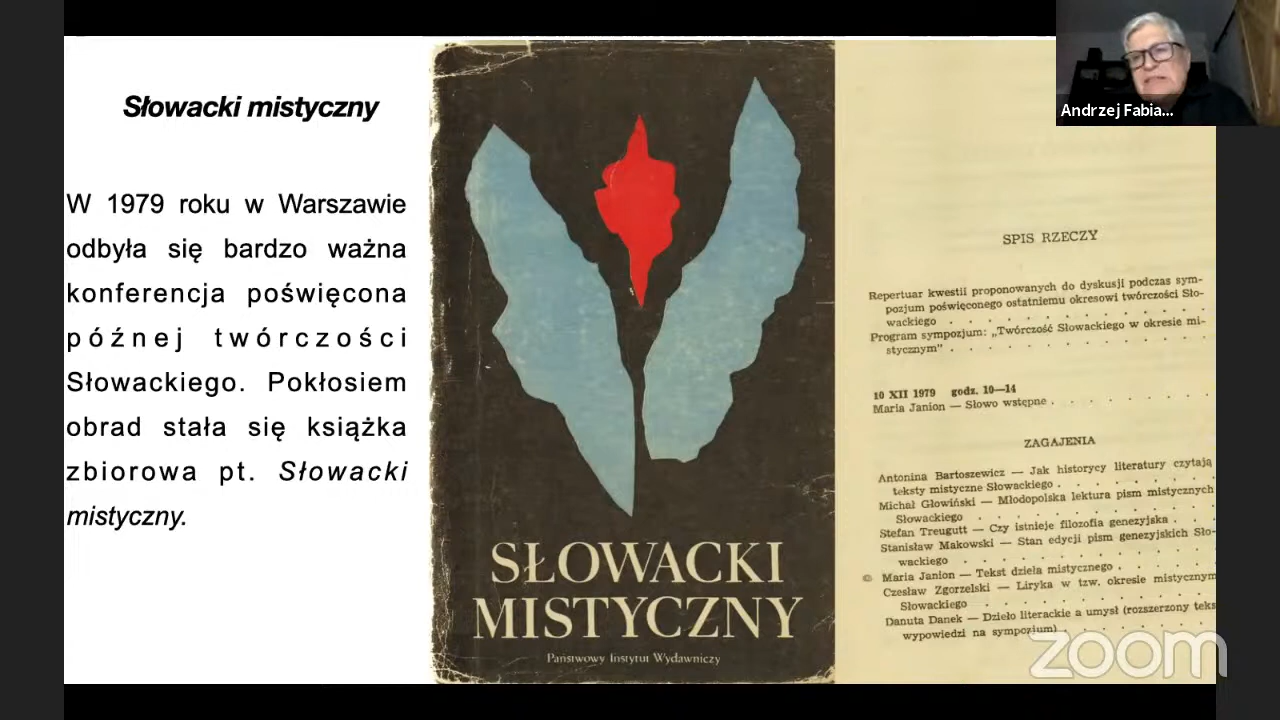 Słowacki mistyczny
W 1979 roku w Warszawie
odbyła się bardzo ważna
konferencja poświęcona
późnej twórczości
Słowackiego. Pokłosiem
obrad stała się książka
zbiorowa pt. Słowacki
mistyczny.
SŁOWACKI
MISTYCZNY
Państwowy Instytut Wydawniczy
SPIS RZECZY
Repertuar kwestii proponowanych do dyskusji podczas sym-
pozjum poświęconego ostatniemu okresowi twórczości Sło-
wackiego . . . . . . . . . .
Program sympozjum: „Twórczość Słowackiego w okresie mi-
stycznym” . . . . . . . . . .
10 XII 1979 godz. 10—14
Maria Janion — Słowo wstępne . . . . . .
ZAGAJENIA
Antonina Bartoszewicz — Jak historycy literatury czytają
teksty mistyczne Słowackiego . . . . . .
Michał Głowiński — Młodopolska lektura pism mistycznych
Słowackiego . . . . . . . . .
Stefan Treugutt — Czy istnieje filozofia genezyjska . .
Stanisław Makowski — Stan edycji pism genezyjskich Sło-
wackiego . . . . . . . . . .
Maria Janion — Tekst dzieła mistycznego . . . .
Czesław Zgorzelski — Liryka w tzw. okresie mistycznym
Słowackiego . . . . . . . . .
Danuta Danek — Dzieło literackie a umysł (rozszerzony teks
wypowiedzi na sympozjum) . .
Andrzej Fabia...
zoom